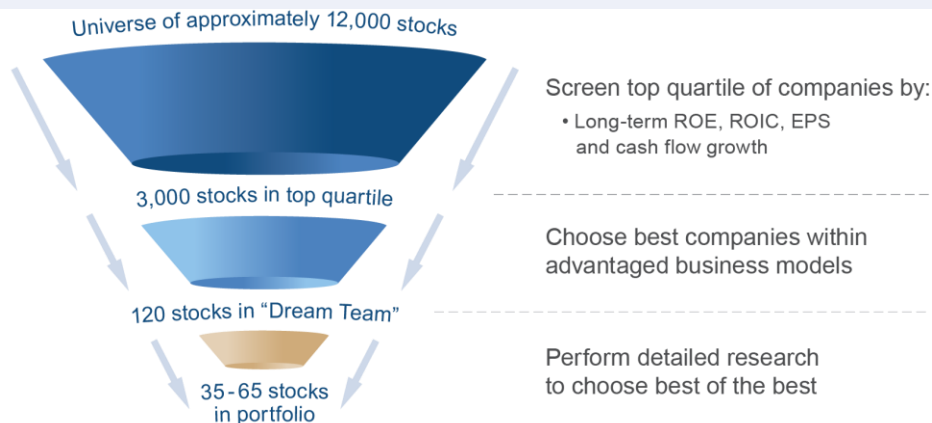 Universe of approximately 12,000 stocks
Screen top quartile of companies by:
• Long-term ROE, ROIC, EPS
and cash flow growth
3,000 stocks in top quartile
Choose best companies within
advantaged business models
120 stocks in “Dream Team”
Perform detailed research
to choose best of the best
35-65 stocks
in portfolio